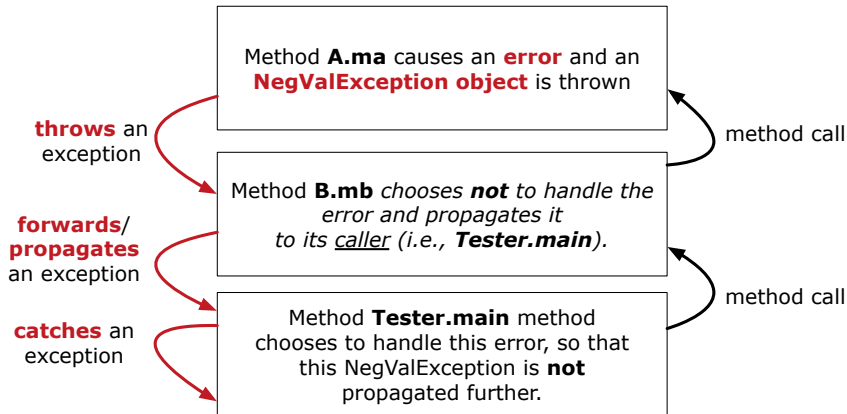 Method A.ma causes an error and an
NegValException object is thrown
throws an
exception
method call
Method B.mb chooses not to handle the
error and propagates it
to its caller (i.e., Tester.main).
forwards/
propagates
an exception
method call
Method Tester.main method
chooses to handle this error, so that
this NegValException is not
propagated further.
catches an
exception